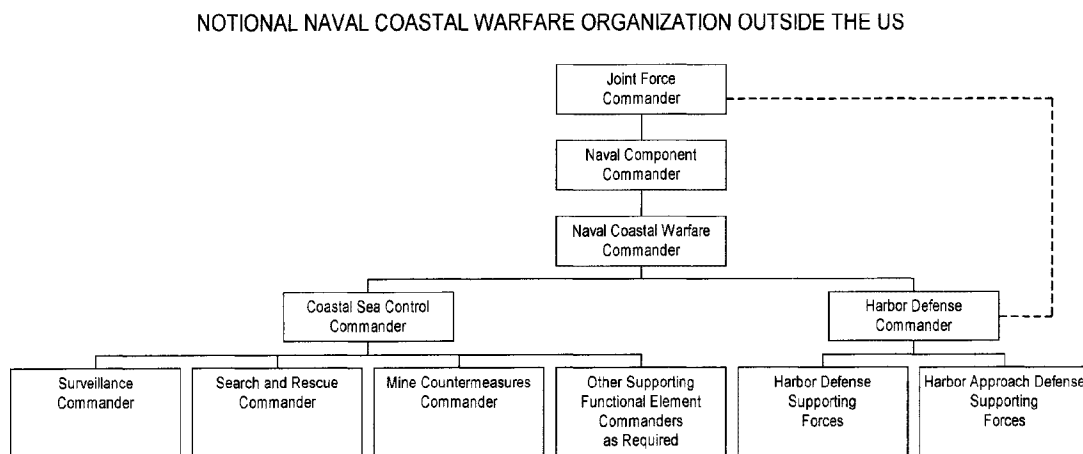 NOTIONAL NAVAL COASTAL WARFARE ORGANIZATION OUTSIDE THE US
Joint Force
Commander
Naval Component
Commander
Naval Coastal Warfare
Commander
Coastal Sea Control
Commander
Harbor Defense
Commander
Surveillance
Commander
Search and Rescue
Commander
Mine Countermeasures
Commander
Other Supporting
Functional Element
Commanders
as Required
Harbor Defense
Supporting
Forces
Harbor Approach Defense
Supporting
Forces